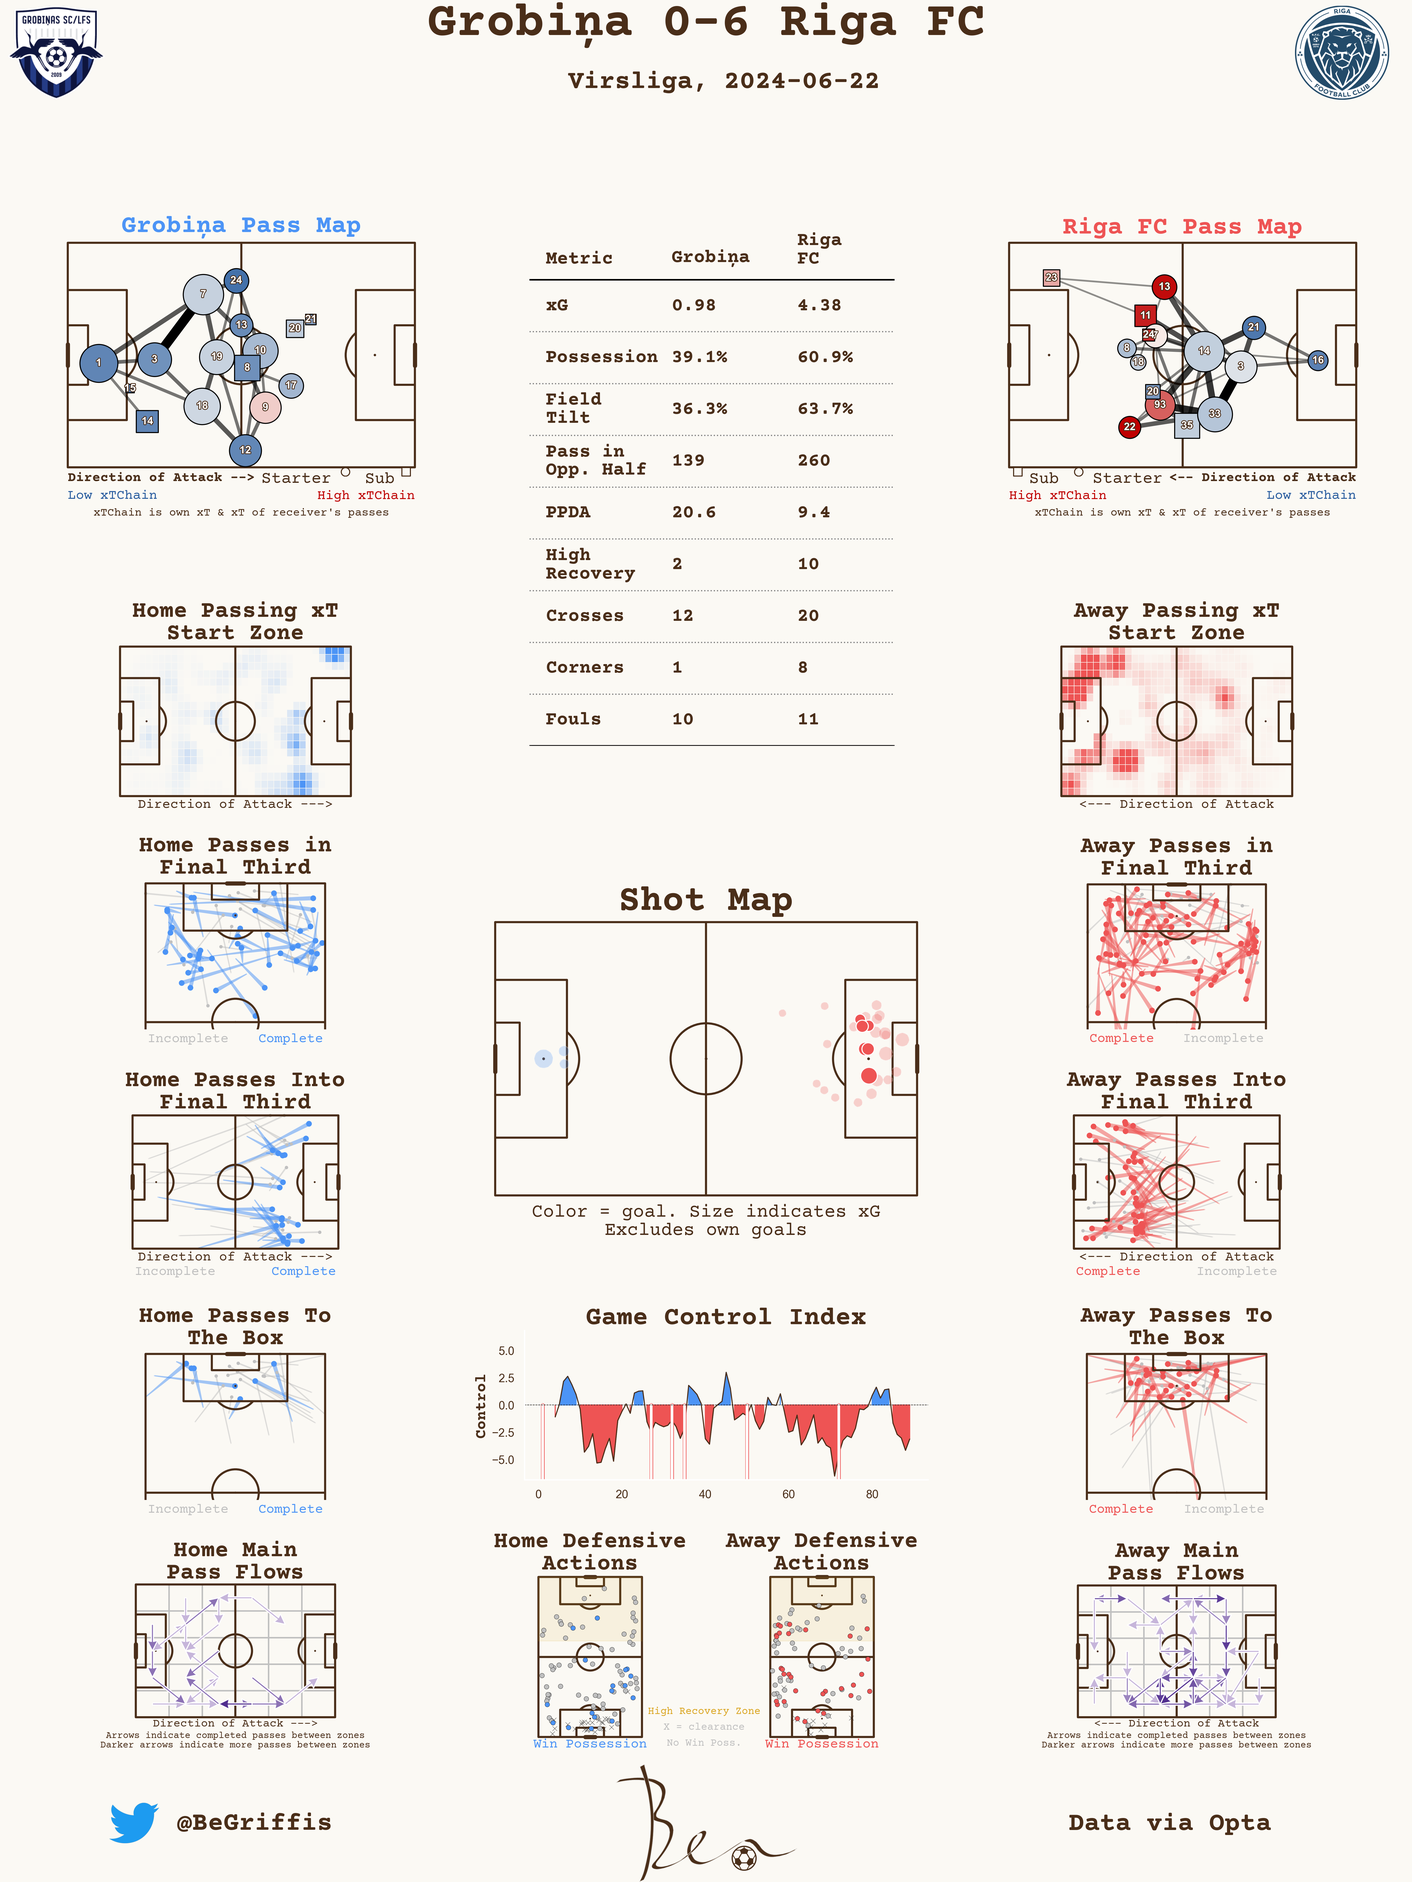 Grobiņa 0-6 Riga FC
Virsliga, 2024-06-22
GROBIŅAS SC/LFS
2009
RIGA
FOOTBALL CLUB
Grobiņa Pass Map
7
24
13
1
3
19
10
8
20
21
15
17
18
9
14
12
Direction of Attack --> Starter Sub
Low xTChain High xTChain
xTChain is own xT & xT of receiver's passes
Metric Grobiņa Riga FC
xG 0.98 4.38
Possession 39.1% 60.9%
Field Tilt 36.3% 63.7%
Pass in Opp. Half 139 260
PPDA 20.6 9.4
High Recovery 2 10
Crosses 12 20
Corners 1 8
Fouls 10 11
Riga FC Pass Map
23
13
11
24
7
8
18
14
21
3
16
20
93
33
22
35
Sub Starter <-- Direction of Attack
High xTChain Low xTChain
xTChain is own xT & xT of receiver's passes
Home Passing xT
Start Zone
Direction of Attack --->
Away Passing xT
Start Zone
<--- Direction of Attack
Home Passes in
Final Third
Incomplete Complete
Away Passes in
Final Third
Complete Incomplete
Shot Map
Color = goal. Size indicates xG
Excludes own goals
Home Passes Into
Final Third
Direction of Attack --->
Incomplete Complete
Away Passes Into
Final Third
<--- Direction of Attack
Complete Incomplete
Home Passes To
The Box
Incomplete Complete
Game Control Index
Control
5.0
2.5
0.0
−2.5
−5.0
0 20 40 60 80
Away Passes To
The Box
Complete Incomplete
Home Main
Pass Flows
Direction of Attack --->
Arrows indicate completed passes between zones
Darker arrows indicate more passes between zones
Home Defensive
Actions
Win Possession
High Recovery Zone
X = clearance
No Win Poss.
Away Defensive
Actions
Win Possession
Away Main
Pass Flows
<--- Direction of Attack
Arrows indicate completed passes between zones
Darker arrows indicate more passes between zones
@BeGriffis
Ben
Data via Opta